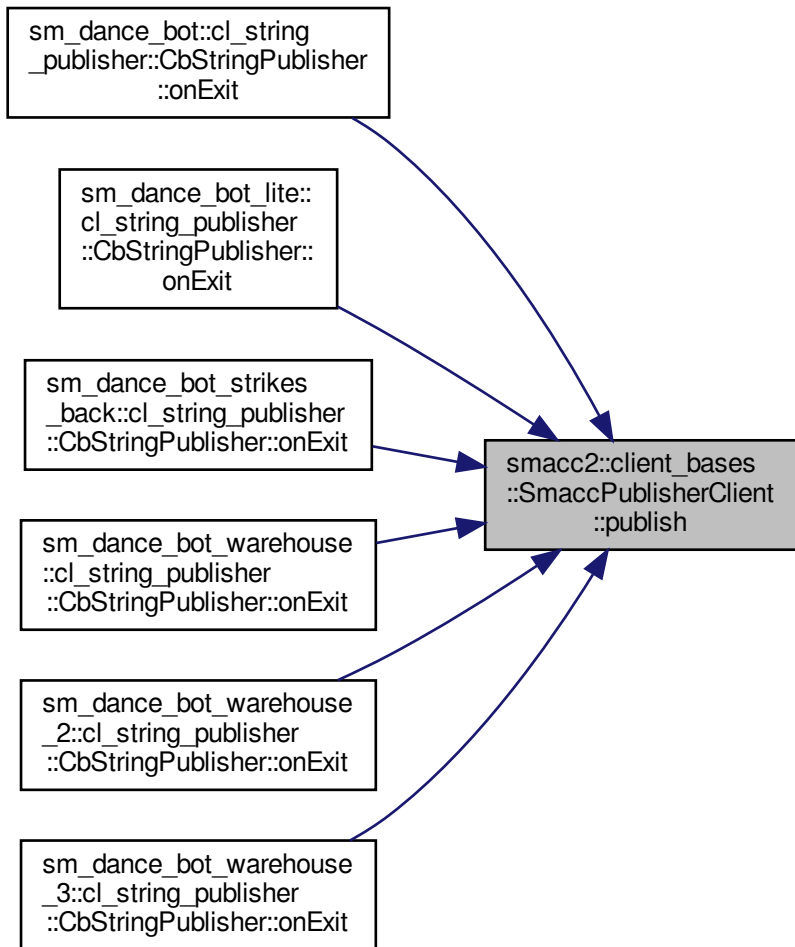 sm_dance_bot::cl_string
_publisher::CbStringPublisher
::onExit
sm_dance_bot_lite::
cl_string_publisher
::CbStringPublisher::
onExit
sm_dance_bot_strikes
_back::cl_string_publisher
::CbStringPublisher::onExit
smacc2::client_bases
::SmaccPublisherClient
::publish
sm_dance_bot_warehouse
::cl_string_publisher
::CbStringPublisher::onExit
sm_dance_bot_warehouse
_2::cl_string_publisher
::CbStringPublisher::onExit
sm_dance_bot_warehouse
_3::cl_string_publisher
::CbStringPublisher::onExit